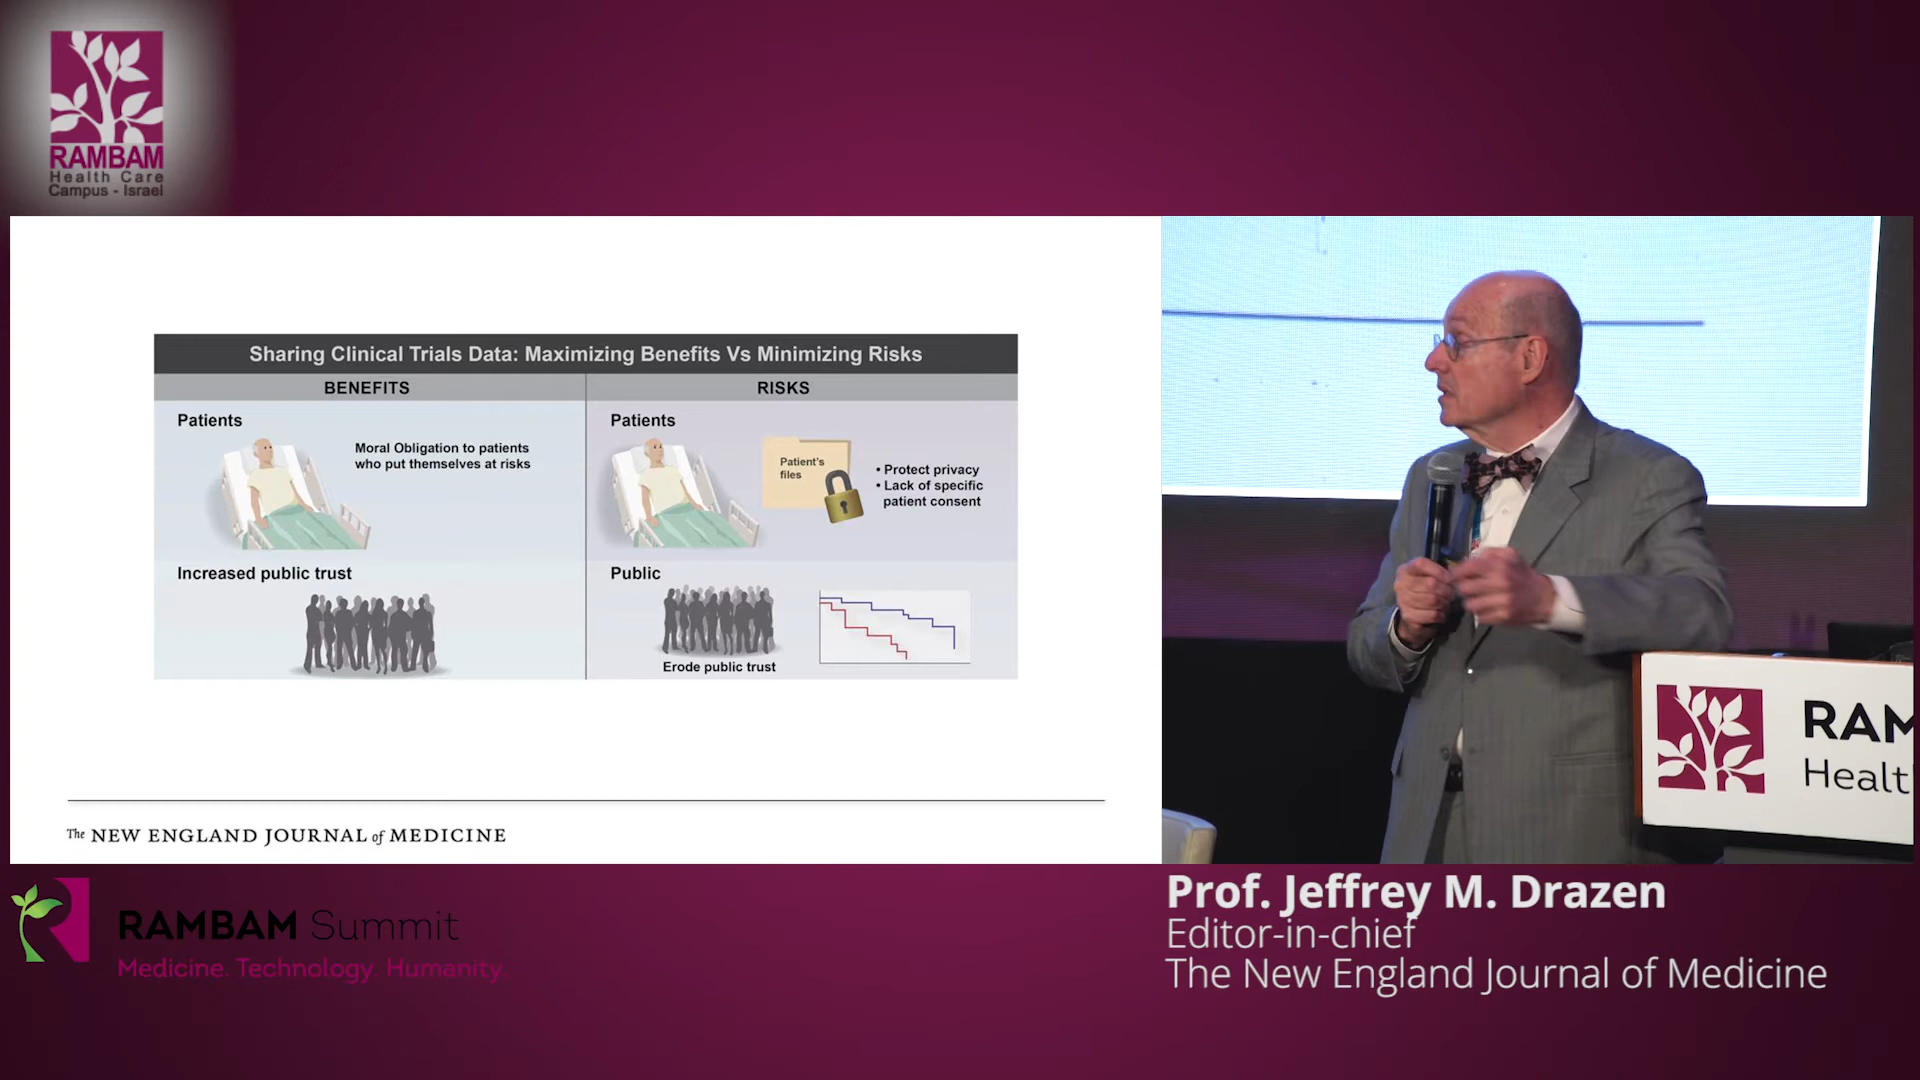 RAMBAM
Health Care
Campus - Israel
Sharing Clinical Trials Data: Maximizing Benefits Vs Minimizing Risks
BENEFITS
RISKS
Patients
Moral Obligation to patients
who put themselves at risks
Patients
Patient's
files
• Protect privacy
• Lack of specific
patient consent
Increased public trust
Public
Erode public trust
The NEW ENGLAND JOURNAL of MEDICINE
RAM
Healt
RAMBAM Summit
Medicine. Technology. Humanity.
Prof. Jeffrey M. Drazen
Editor-in-chief
The New England Journal of Medicine